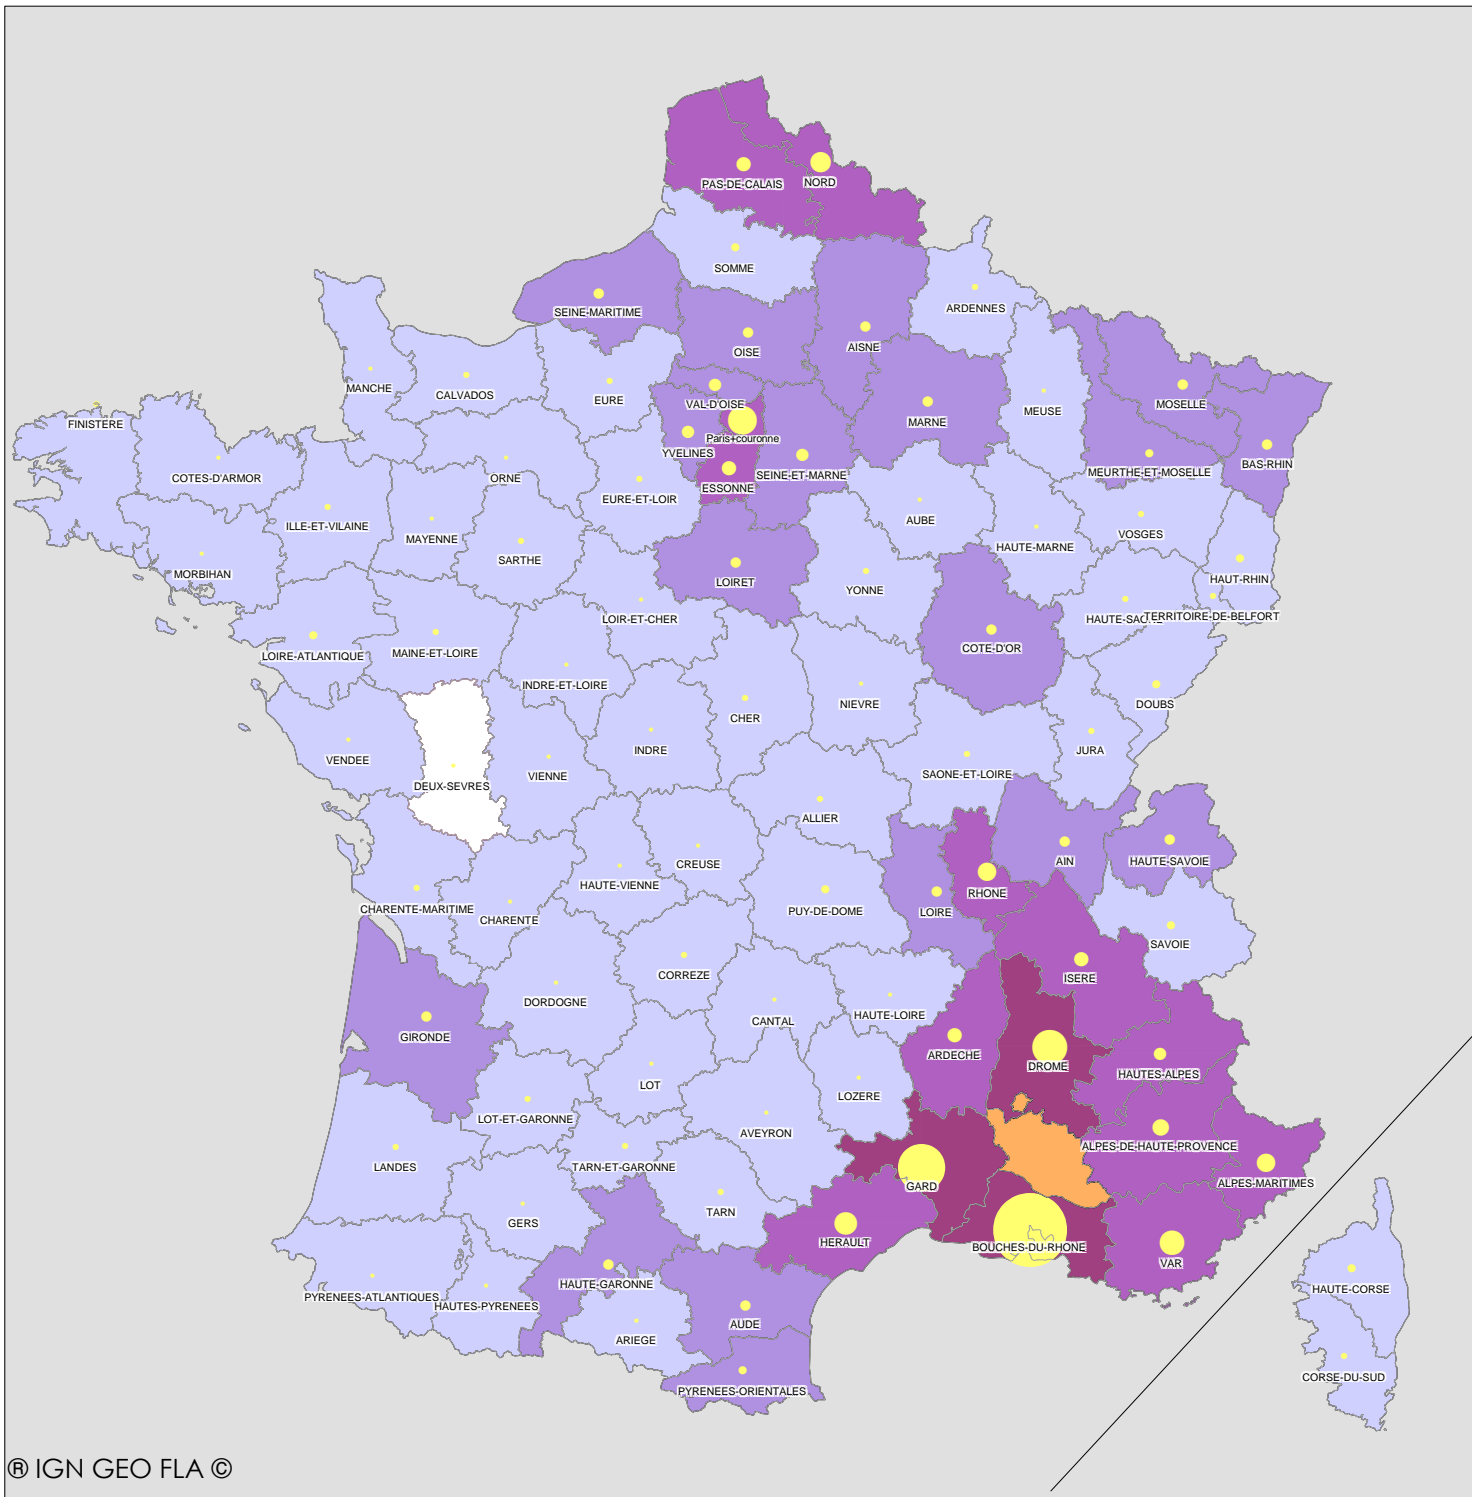 PAS-DE-CALAIS
NORD
SOMME
SEINE-MARITIME
ARDENNES
OISE
AISNE
MANCHE
CALVADOS
EURE
VAL-D'OISE
MOSELLE
MEUSE
MARNE
FINISTERE
Paris+couronne
YVELINES
BAS-RHIN
COTES-D'ARMOR
ORNE
SEINE-ET-MARNE
MEURTHE-ET-MOSELLE
ESSONNE
EURE-ET-LOIR
ILLE-ET-VILAINE
AUBE
MAYENNE
VOSGES
HAUTE-MARNE
SARTHE
MORBIHAN
LOIRET
HAUT-RHIN
YONNE
LOIR-ET-CHER
HAUTE-SAONE
TERRITOIRE-DE-BELFORT
COTE-D'OR
MAINE-ET-LOIRE
LOIRE-ATLANTIQUE
INDRE-ET-LOIRE
NIEVRE
DOUBS
CHER
INDRE
JURA
VENDEE
VIENNE
SAONE-ET-LOIRE
DEUX-SEVRES
ALLIER
CREUSE
AIN
HAUTE-SAVOIE
HAUTE-VIENNE
RHONE
CHARENTE-MARITIME
PUY-DE-DOME
LOIRE
CHARENTE
SAVOIE
CORREZE
ISERE
DORDOGNE
HAUTE-LOIRE
CANTAL
GIRONDE
ARDECHE
DROME
HAUTES-ALPES
LOT
LOZERE
LOT-ET-GARONNE
AVEYRON
ALPES-DE-HAUTE-PROVENCE
LANDES
TARN-ET-GARONNE
ALPES-MARITIMES
GARD
TARN
GERS
HERAULT
BOUCHES-DU-RHONE
VAR
HAUTE-GARONNE
HAUTE-CORSE
PYRENEES-ATLANTIQUES
HAUTES-PYRENEES
AUDE
ARIEGE
CORSE-DU-SUD
PYRENEES-ORIENTALES
® IGN GEO FLA ©